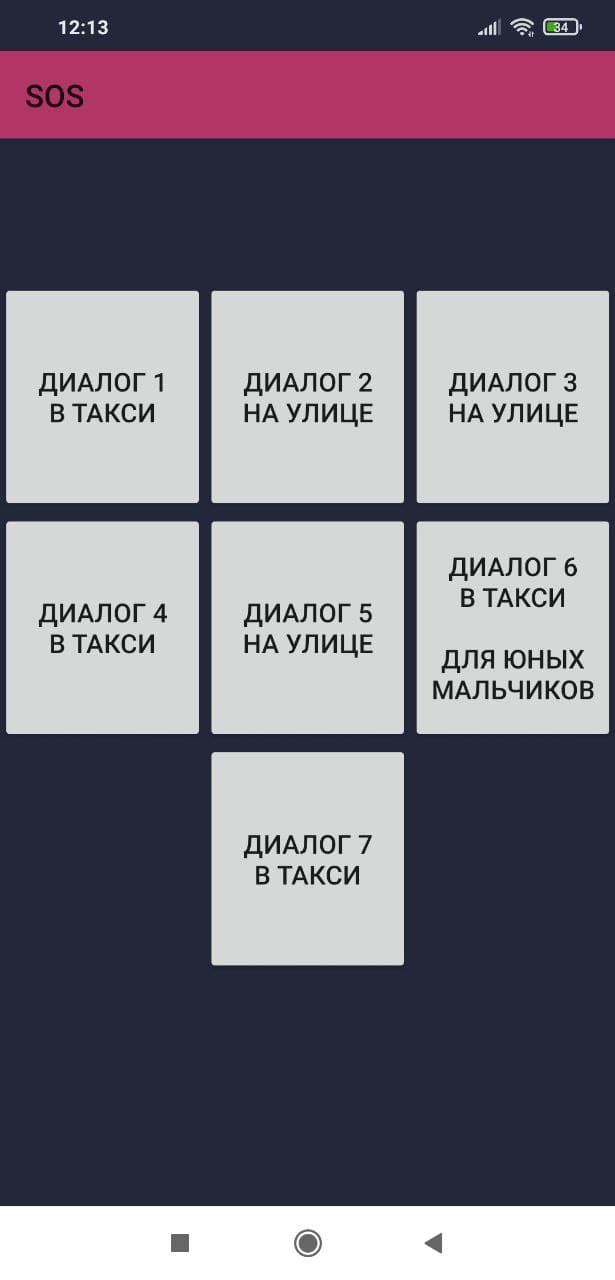 12:13
34
SOS
ДИАЛОГ 1
В ТАКСИ
ДИАЛОГ 2
НА УЛИЦЕ
ДИАЛОГ 3
НА УЛИЦЕ
ДИАЛОГ 4
В ТАКСИ
ДИАЛОГ 5
НА УЛИЦЕ
ДИАЛОГ 6
В ТАКСИ
ДЛЯ ЮНЫХ
МАЛЬЧИКОВ
ДИАЛОГ 7
В ТАКСИ